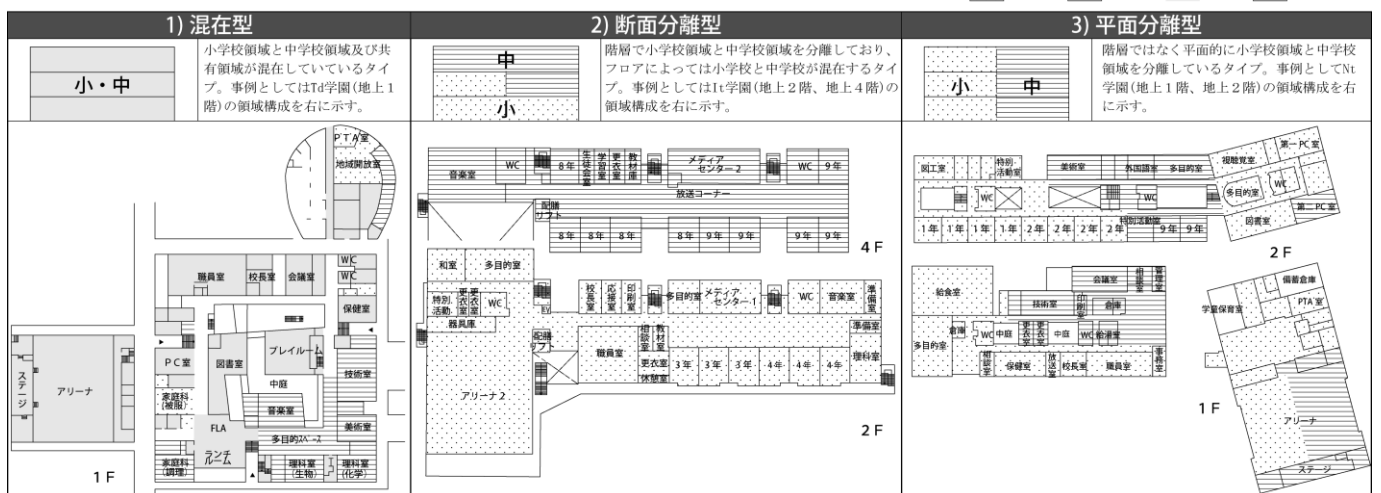 1) 混在型
小・中
小学校領域と中学校領域及び共
有領域が混在していているタイ
プ。事例としてはTd学園(地上1
階)の領域構成を右に示す。
PTA室
地域開放室
職員室
校長室
会議室
WC
WC
保健室
PC室
図書室
プレイルーム
中庭
技術室
家庭科
(被服)
音楽室
FLA
美術室
多目的スペース
ランチ
ルーム
家庭科
(調理)
理科室
(生物)
理科室
(化学)
ステージ
アリーナ
1F
2) 断面分離型
中
小
階層で小学校領域と中学校領域を分離しており、
フロアによっては小学校と中学校が混在するタイ
プ。事例としてはIt学園(地上2階、地上4階)の
領域構成を右に示す。
音楽室
WC
8年
生徒会室
学習室
更衣室
教材庫
メディア
センター2
WC
9年
放送コーナー
配膳
リフト
8年
8年
8年
8年
9年
9年
9年
9年
4F
和室
多目的室
特別
活動
更衣室
更衣室
WC
器具庫
EV
校長室
応接室
印刷室
多目的室
メディア
センター1
WC
音楽室
準備室
配膳
リフト
職員室
相談室
教材室
更衣室
休憩室
3年
3年
3年
4年
4年
4年
準備室
理科室
アリーナ2
2F
3) 平面分離型
小
中
階層ではなく平面的に小学校領域と中学校
領域を分離しているタイプ。事例としてNt
学園(地上1階、地上2階)の領域構成を右
に示す。
図工室
特別
活動室
美術室
外国語室
多目的室
視聴覚室
第一PC室
WC
WC
多目的室
WC
第二PC室
図書室
1年
1年
1年
1年
2年
2年
2年
2年
特別活動室
9年
9年
2F
給食室
会議室
相談室
管理室
技術室
印刷室
倉庫
倉庫
WC
中庭
更衣室
更衣室
中庭
WC
給湯室
多目的室
相談室
保健室
放送室
校長室
職員室
事務室
備蓄倉庫
PTA室
学童保育室
アリーナ
ステージ
1F